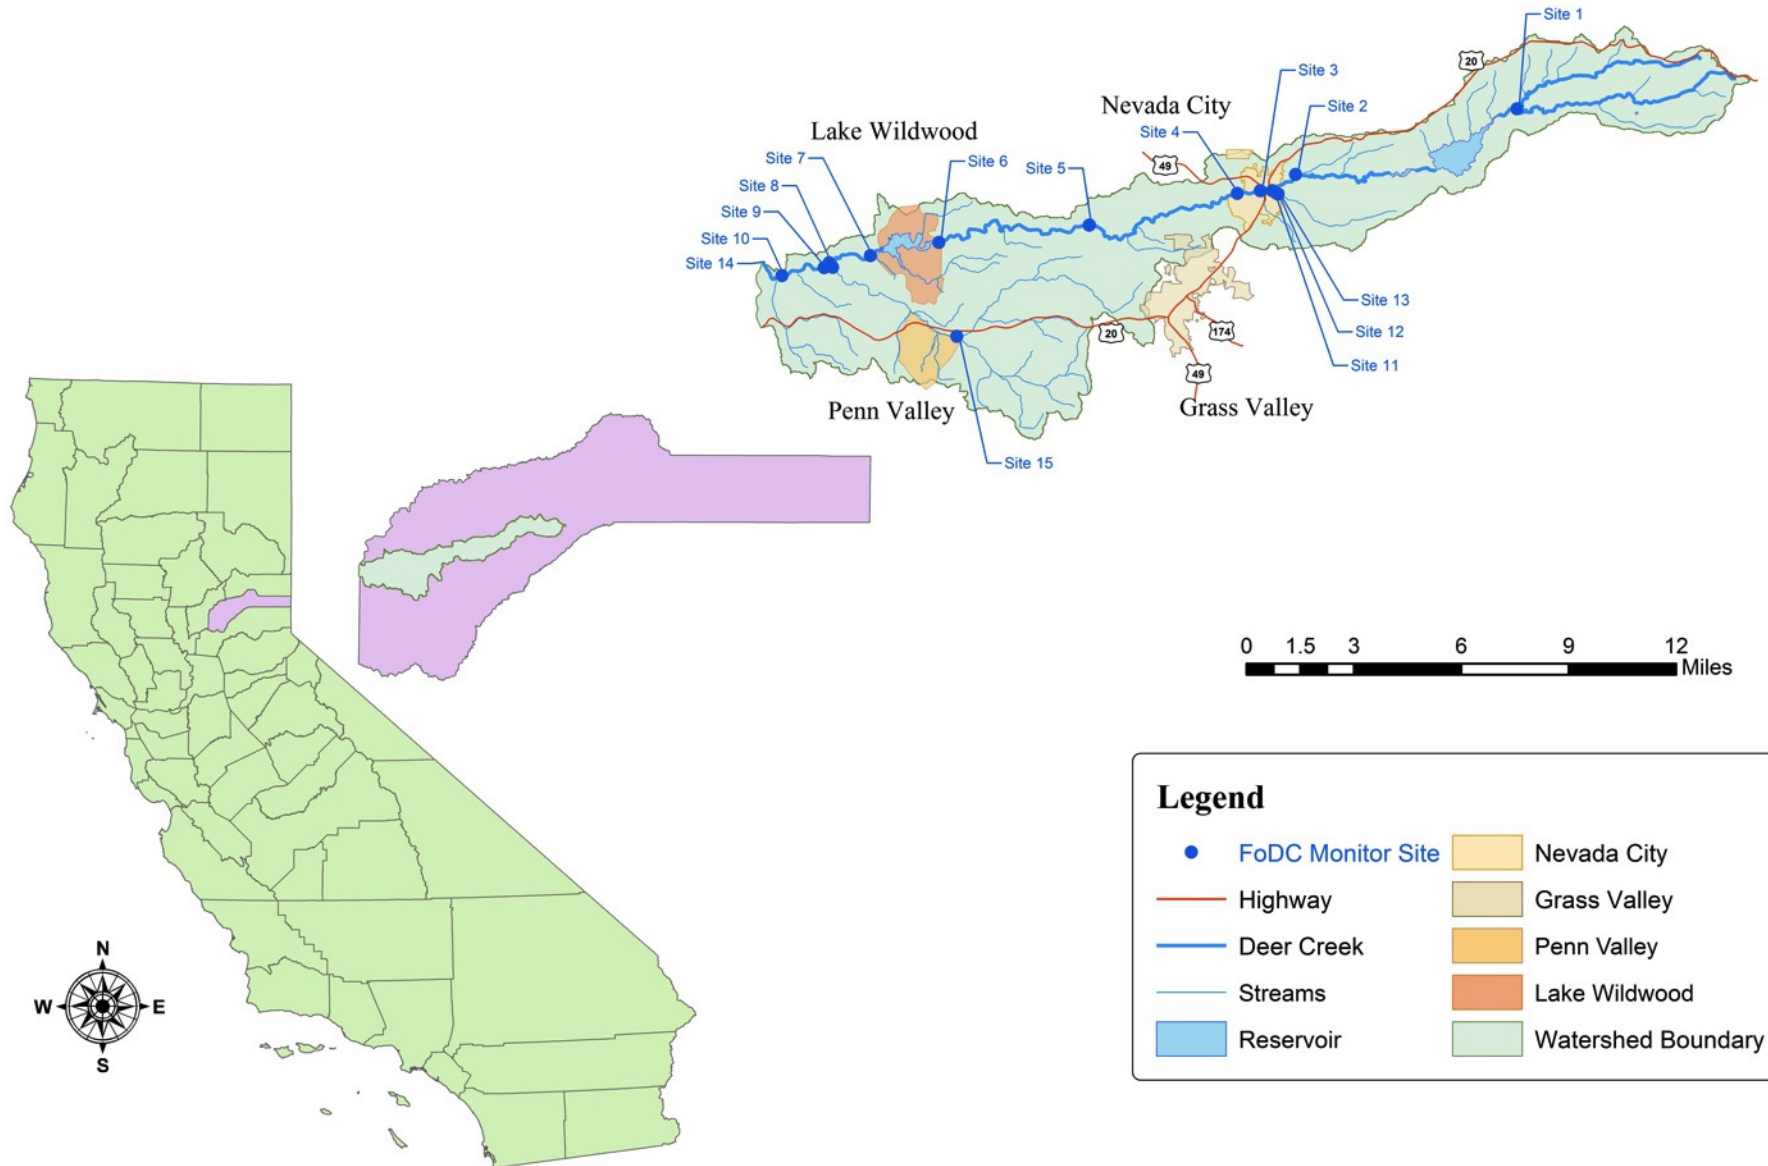 Site 1
20
Site 3
Nevada City
Site 2
Lake Wildwood
Site 4
Site 7
Site 6
Site 5
49
Site 8
Site 9
Site 10
Site 14
Site 13
20
174
Site 12
49
Site 11
Penn Valley
Grass Valley
Site 15
0 1.5 3 6 9 12
Miles
Legend
FoDC Monitor Site
Highway
Deer Creek
Streams
Reservoir
Nevada City
Grass Valley
Penn Valley
Lake Wildwood
Watershed Boundary
N
W E
S